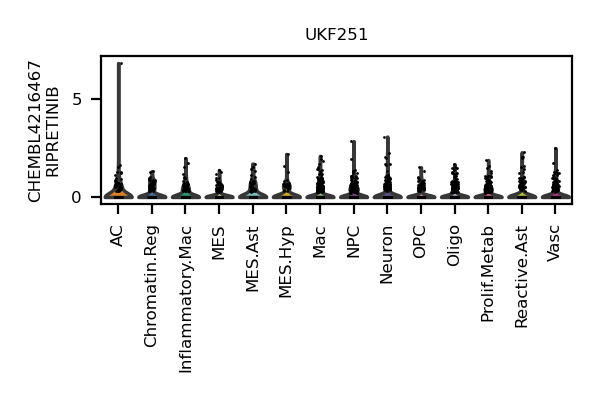 UKF251
CHEMBL4216467
RIPRETINIB
5
0
AC
Chromatin.Reg
Inflammatory.Mac
MES
MES.Ast
MES.Hyp
Mac
NPC
Neuron
OPC
Oligo
Prolif.Metab
Reactive.Ast
Vasc